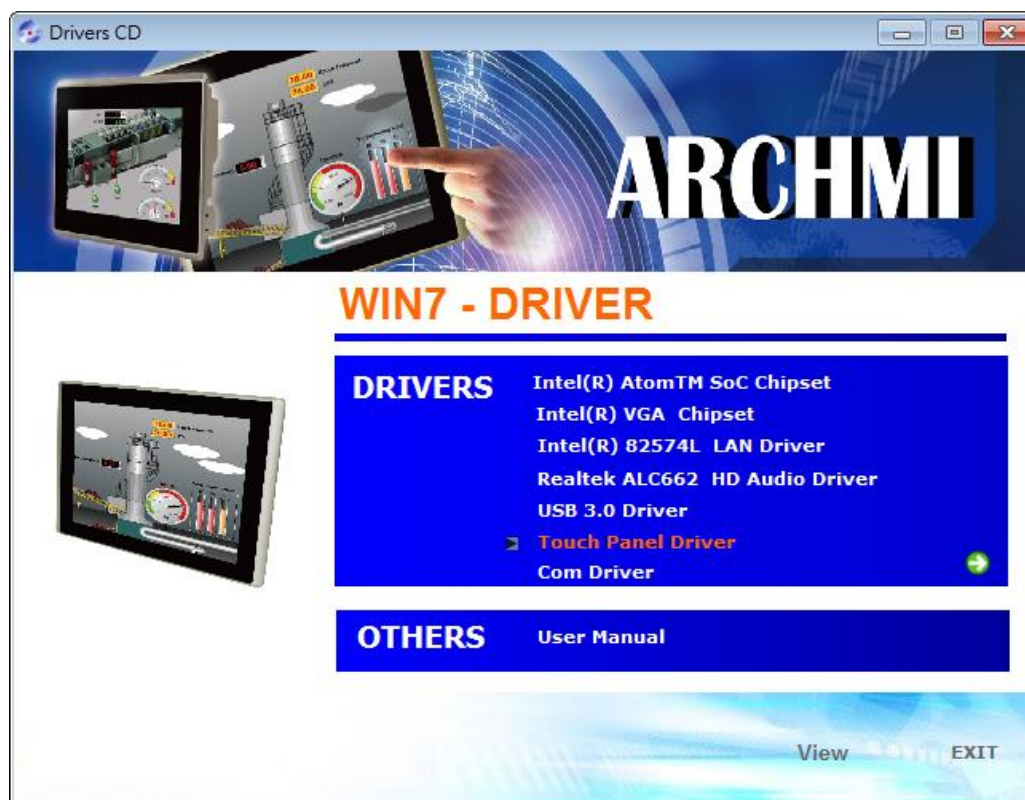 Drivers CD
ARCHMI
WIN7 - DRIVER
DRIVERS
Intel(R) AtomTM SoC Chipset
Intel(R) VGA Chipset
Intel(R) 82574L LAN Driver
Realtek ALC662 HD Audio Driver
USB 3.0 Driver
Touch Panel Driver
Com Driver
OTHERS
User Manual
View
EXIT